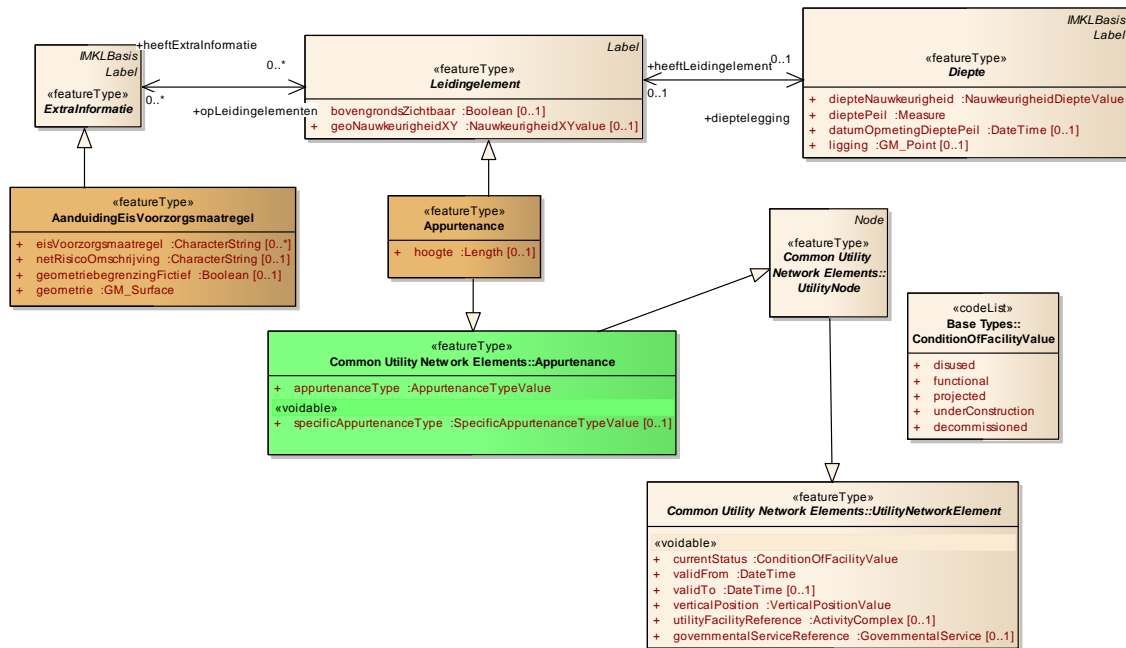 IMKLBasis
Label
«featureType»
ExtraInformatie
+heeftExtraInformatie
0..*
0..*
+opLeidingelementen
Label
«featureType»
Leidingelement
+ bovengrondsZichtbaar :Boolean [0..1]
+ geoNauwkeurigheidXY :NauwkeurigheidXYvalue [0..1]
+heeftLeidingelement
0..1
0..1
+dieptelegging
IMKLBasis
Label
«featureType»
Diepte
+ diepteNauwkeurigheid :NauwkeurigheidDiepteValue
+ dieptePeil :Measure
+ datumOpmetingDieptePeil :DateTime [0..1]
+ ligging :GM_Point [0..1]
«featureType»
AanduidingEisVoorzorgsmaatregel
+ eisVoorzorgsmaatregel :CharacterString [0..*]
+ netRisicoOmschrijving :CharacterString [0..1]
+ geometriebegrenzingFictief :Boolean [0..1]
+ geometrie :GM_Surface
«featureType»
Appurtenance
+ hoogte :Length [0..1]
Node
«featureType»
Common Utility
Network Elements::
UtilityNode
«featureType»
Common Utility Network Elements::Appurtenance
+ appurtenanceType :AppurtenanceTypeValue
«voidable»
+ specificAppurtenanceType :SpecificAppurtenanceTypeValue [0..1]
«codeList»
Base Types::
ConditionOfFacilityValue
+ disused
+ functional
+ projected
+ underConstruction
+ decommissioned
«featureType»
Common Utility Network Elements::UtilityNetworkElement
«voidable»
+ currentStatus :ConditionOfFacilityValue
+ validFrom :DateTime
+ validTo :DateTime [0..1]
+ verticalPosition :VerticalPositionValue
+ utilityFacilityReference :ActivityComplex [0..1]
+ governmentalServiceReference :GovernmentalService [0..1]